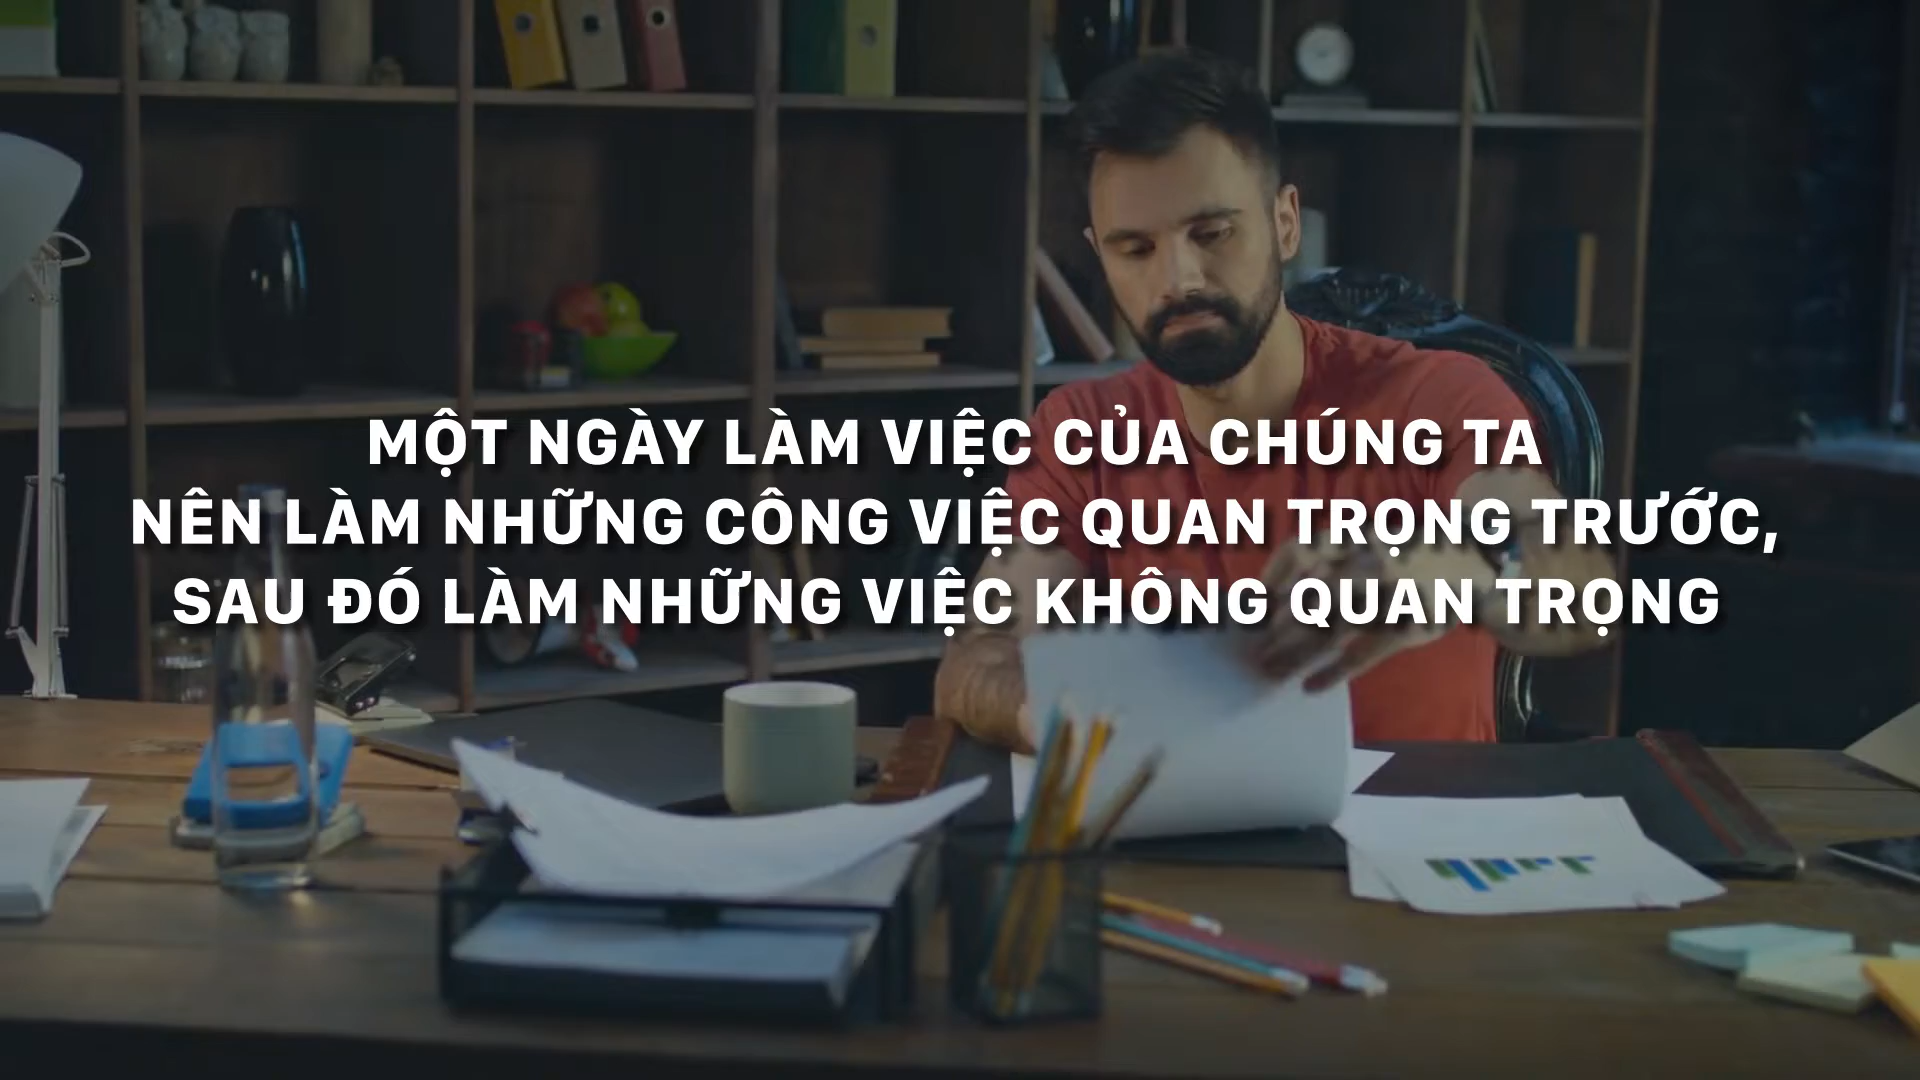 MỘT NGÀY LÀM VIỆC CỦA CHÚNG TA
NÊN LÀM NHỮNG CÔNG VIỆC QUAN TRỌNG TRƯỚC,
SAU ĐÓ LÀM NHỮNG VIỆC KHÔNG QUAN TRỌNG